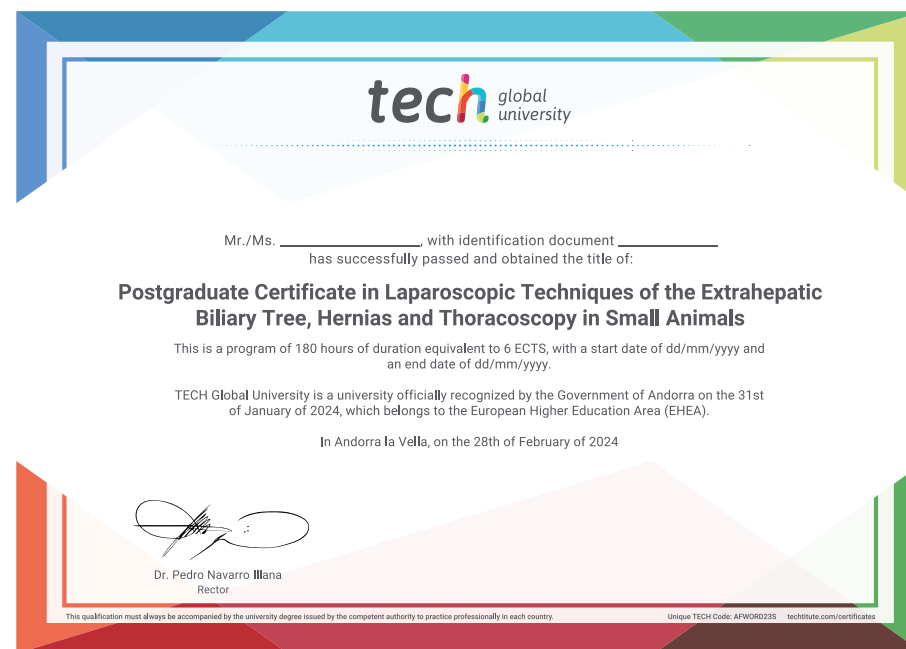 tech global
university
Mr./Ms. ____________________, with identification document ______________
has successfully passed and obtained the title of:
Postgraduate Certificate in Laparoscopic Techniques of the Extrahepatic
Biliary Tree, Hernias and Thoracoscopy in Small Animals
This is a program of 180 hours of duration equivalent to 6 ECTS, with a start date of dd/mm/yyyy and
an end date of dd/mm/yyyy.
TECH Global University is a university officially recognized by the Government of Andorra on the 31st
of January of 2024, which belongs to the European Higher Education Area (EHEA).
In Andorra la Vella, on the 28th of February of 2024
Dr. Pedro Navarro Illana
Rector
This qualification must always be accompanied by the university degree issued by the competent authority to practice professionally in each country.
Unique TECH Code: AFWORD23S techtitute.com/certificates